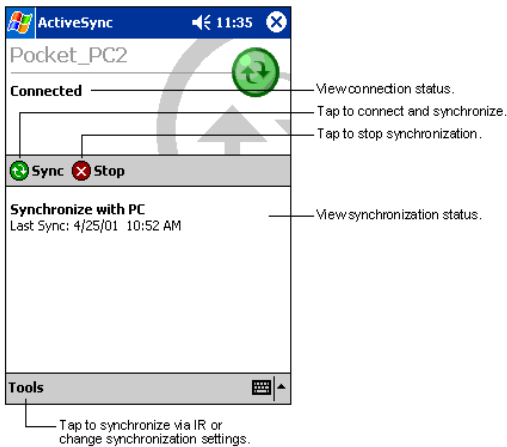 ActiveSync 11:35
Pocket_PC2
Connected
View connection status.
Tap to connect and synchronize.
Tap to stop synchronization.
Sync Stop
Synchronize with PC
Last Sync: 4/25/01 10:52 AM
View synchronization status.
Tools
Tap to synchronize via IR or
change synchronization settings.